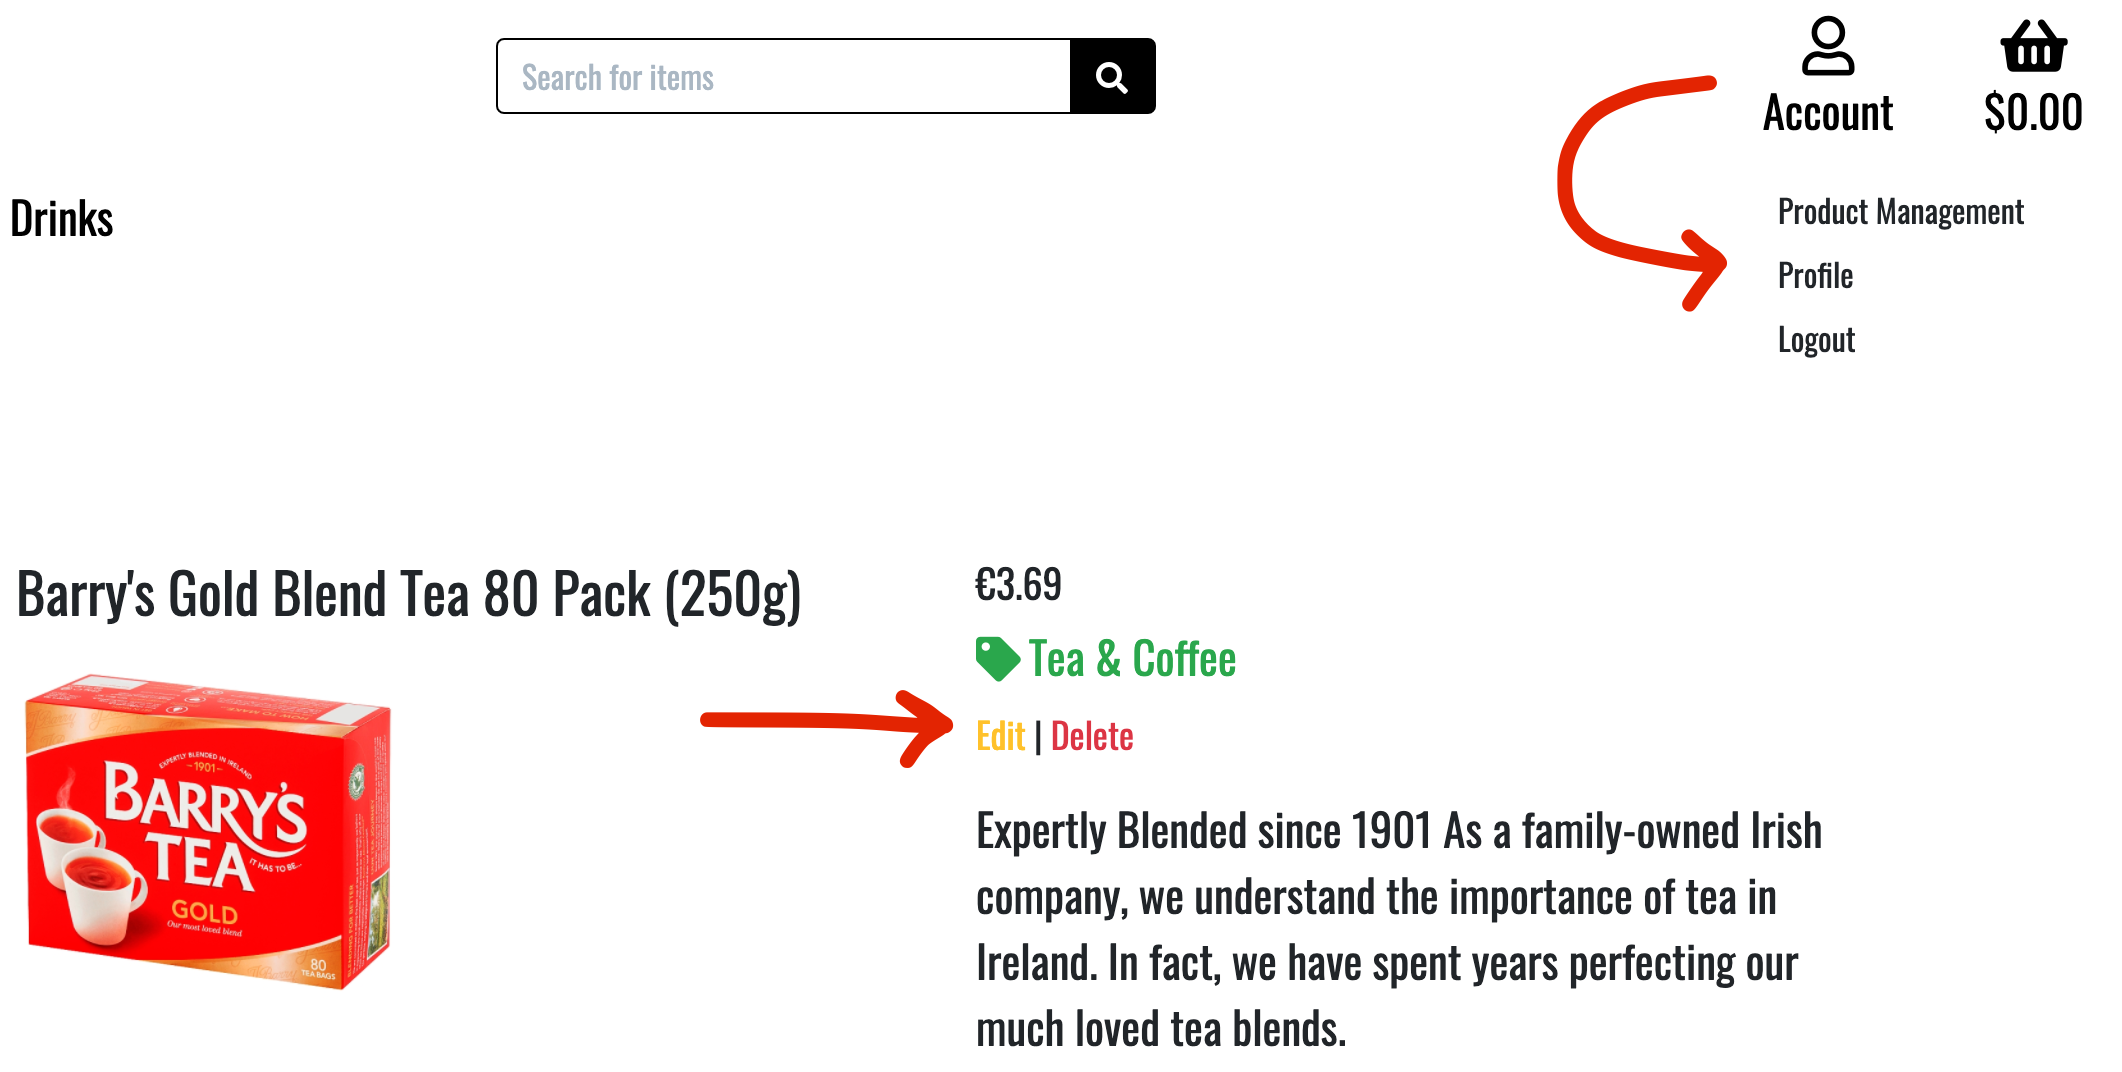 Search for items
Account
$0.00
Drinks
Product Management
Profile
Logout
Barry's Gold Blend Tea 80 Pack (250g)
€3.69
Tea & Coffee
Edit | Delete
Expertly Blended since 1901 As a family-owned Irish
company, we understand the importance of tea in
Ireland. In fact, we have spent years perfecting our
much loved tea blends.
HOW TO MAKE
EXPERTLY BLENDED IN IRELAND
1901
BARRY'S
TEA
IT HAS TO BE...
GOLD
Our most loved blend
80
TEA BAGS